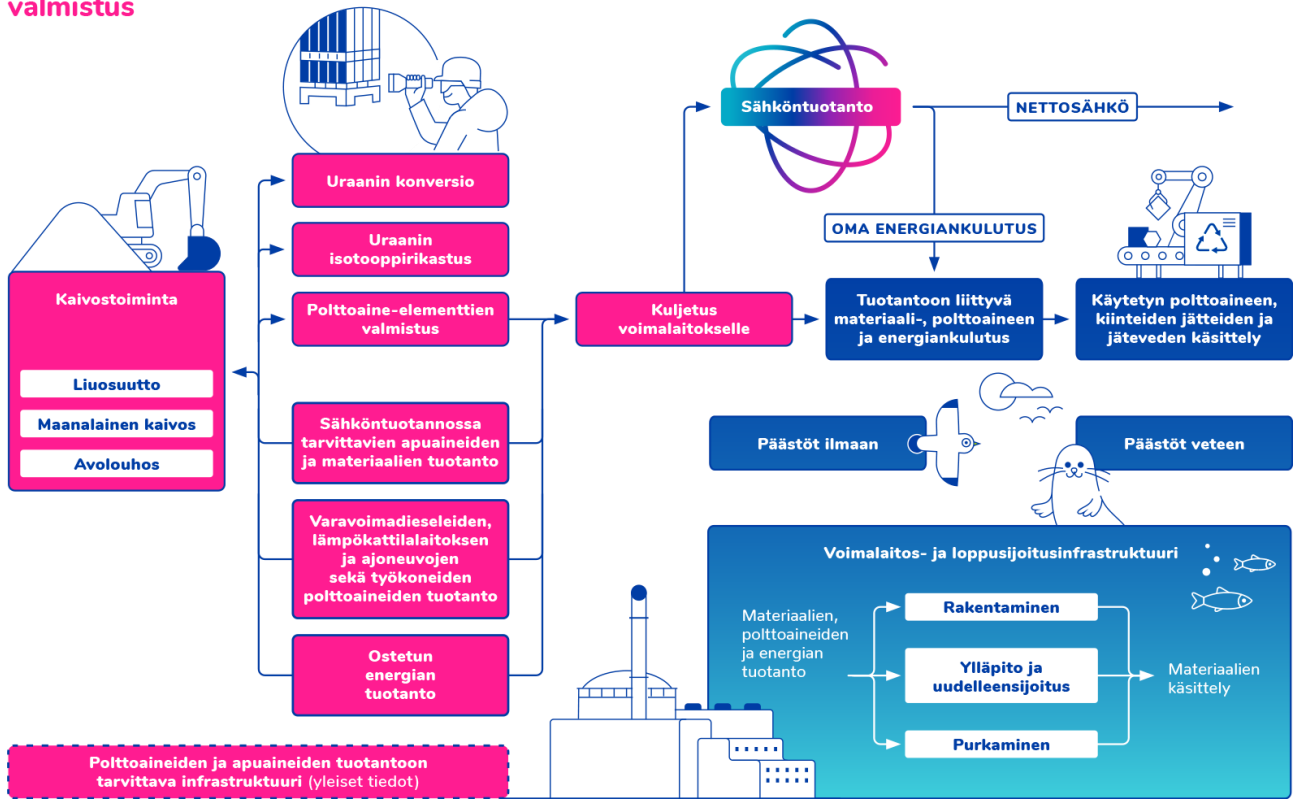 valmistus
Kaivostoiminta
Liuosuutto
Maanalainen kaivos
Avolouhos
Uraanin konversio
Uraanin
isotooppirikastus
Polttoaine-elementtien
valmistus
Sähköntuotannossa
tarvittavien apuaineiden
ja materiaalien tuotanto
Varavoimadieseleiden,
lämpökattilalaitoksen
ja ajoneuvojen
sekä työkoneiden
polttoaineiden tuotanto
Ostetun
energian
tuotanto
Polttoaineiden ja apuaineiden tuotantoon
tarvittava infrastruktuuri (yleiset tiedot)
Kuljetus
voimalaitokselle
Sähköntuotanto
NETTOSÄHKÖ
OMA ENERGIANKULUTUS
Tuotantoon liittyvä
materiaali-, polttoaineen
ja energiankulutus
Käytetyn polttoaineen,
kiinteiden jätteiden ja
jäteveden käsittely
Päästöt ilmaan
Päästöt veteen
Voimalaitos- ja loppusijoitusinfrastruktuuri
Materiaalien,
polttoaineiden
ja energian
tuotanto
Rakentaminen
Ylläpito ja
uudelleensijoitus
Purkaminen
Materiaalien
käsittely